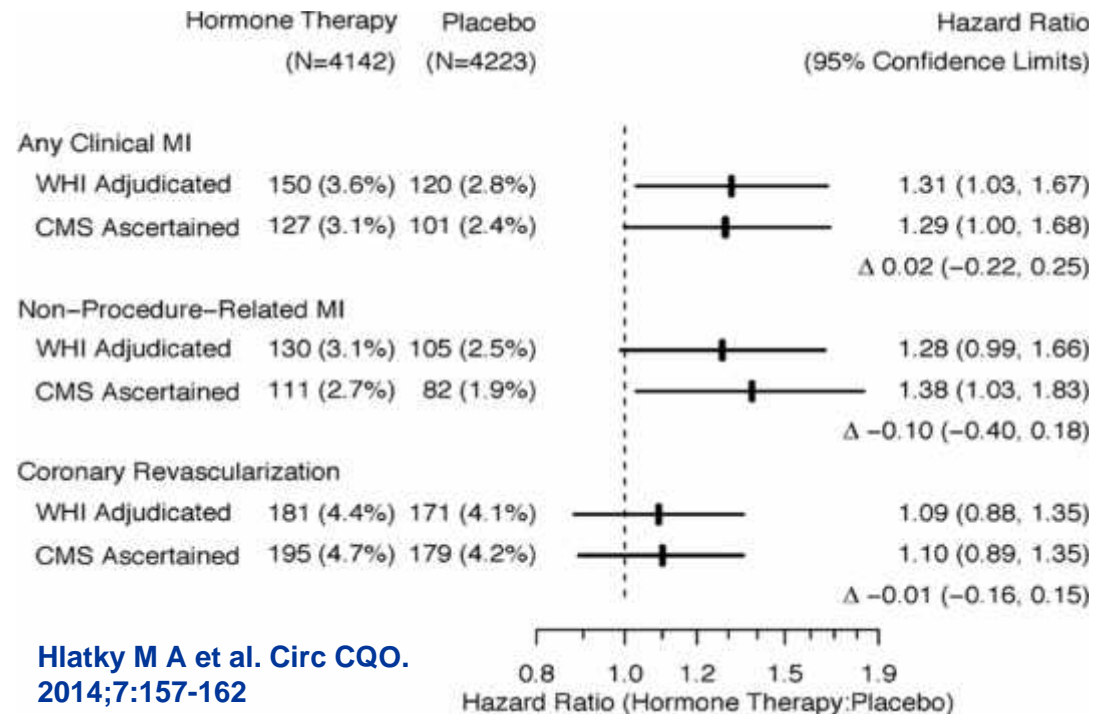 Hormone Therapy Placebo Hazard Ratio
(N=4142) (N=4223) (95% Confidence Limits)
Any Clinical MI
WHI Adjudicated 150 (3.6%) 120 (2.8%) 1.31 (1.03, 1.67)
CMS Ascertained 127 (3.1%) 101 (2.4%) 1.29 (1.00, 1.68)
Δ 0.02 (−0.22, 0.25)
Non−Procedure−Related MI
WHI Adjudicated 130 (3.1%) 105 (2.5%) 1.28 (0.99, 1.66)
CMS Ascertained 111 (2.7%) 82 (1.9%) 1.38 (1.03, 1.83)
Δ −0.10 (−0.40, 0.18)
Coronary Revascularization
WHI Adjudicated 181 (4.4%) 171 (4.1%) 1.09 (0.88, 1.35)
CMS Ascertained 195 (4.7%) 179 (4.2%) 1.10 (0.89, 1.35)
Δ −0.01 (−0.16, 0.15)
0.8 1.0 1.2 1.5 1.9
Hazard Ratio (Hormone Therapy:Placebo)
Hlatky M A et al. Circ CQO.
2014;7:157-162